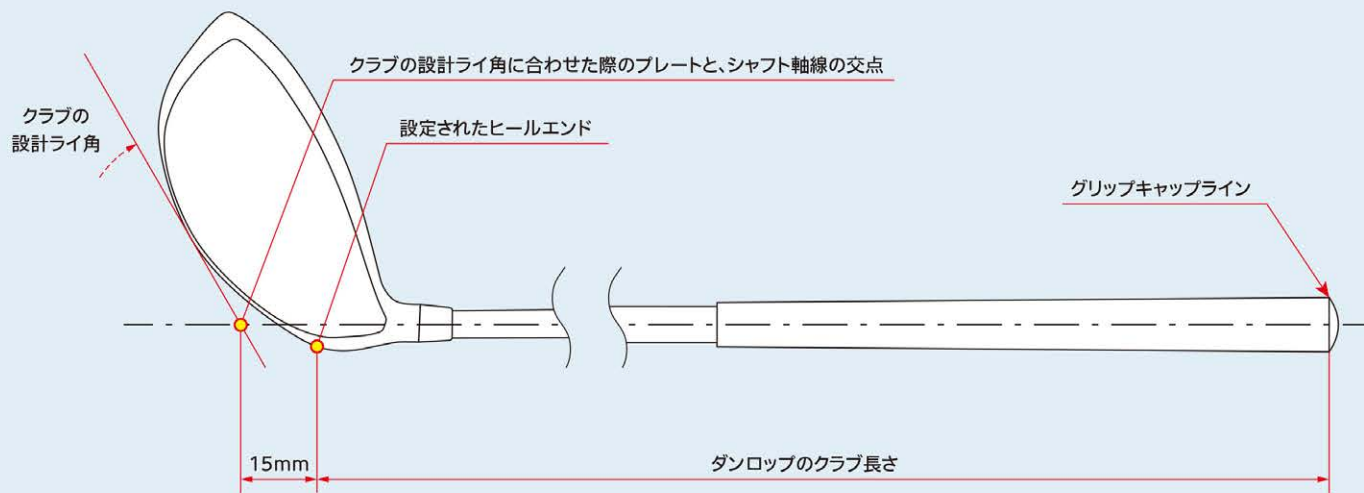 クラブの設計ライ角に合わせた際のプレートと、シャフト軸線の交点
クラブの
設計ライ角
設定されたヒールエンド
グリップキャップライン
15mm
ダンロップのクラブ長さ